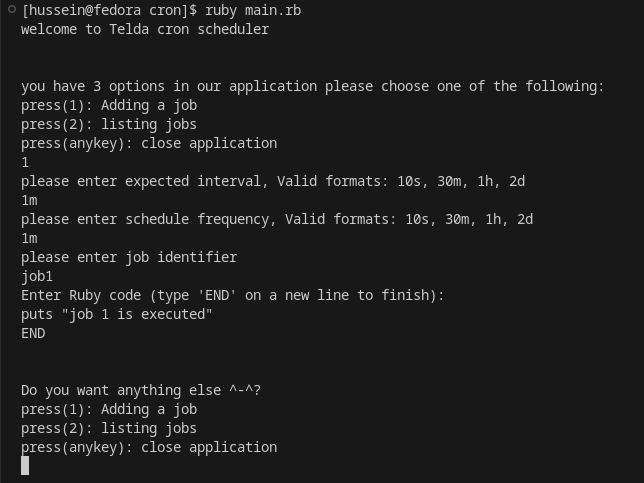 [hussein@fedora cron]$ ruby main.rb
welcome to Telda cron scheduler
you have 3 options in our application please choose one of the following:
press(1): Adding a job
press(2): listing jobs
press(anykey): close application
1
please enter expected interval, Valid formats: 10s, 30m, 1h, 2d
1m
please enter schedule frequency, Valid formats: 10s, 30m, 1h, 2d
1m
please enter job identifier
job1
Enter Ruby code (type 'END' on a new line to finish):
puts "job 1 is executed"
END
Do you want anything else ^-^?
press(1): Adding a job
press(2): listing jobs
press(anykey): close application